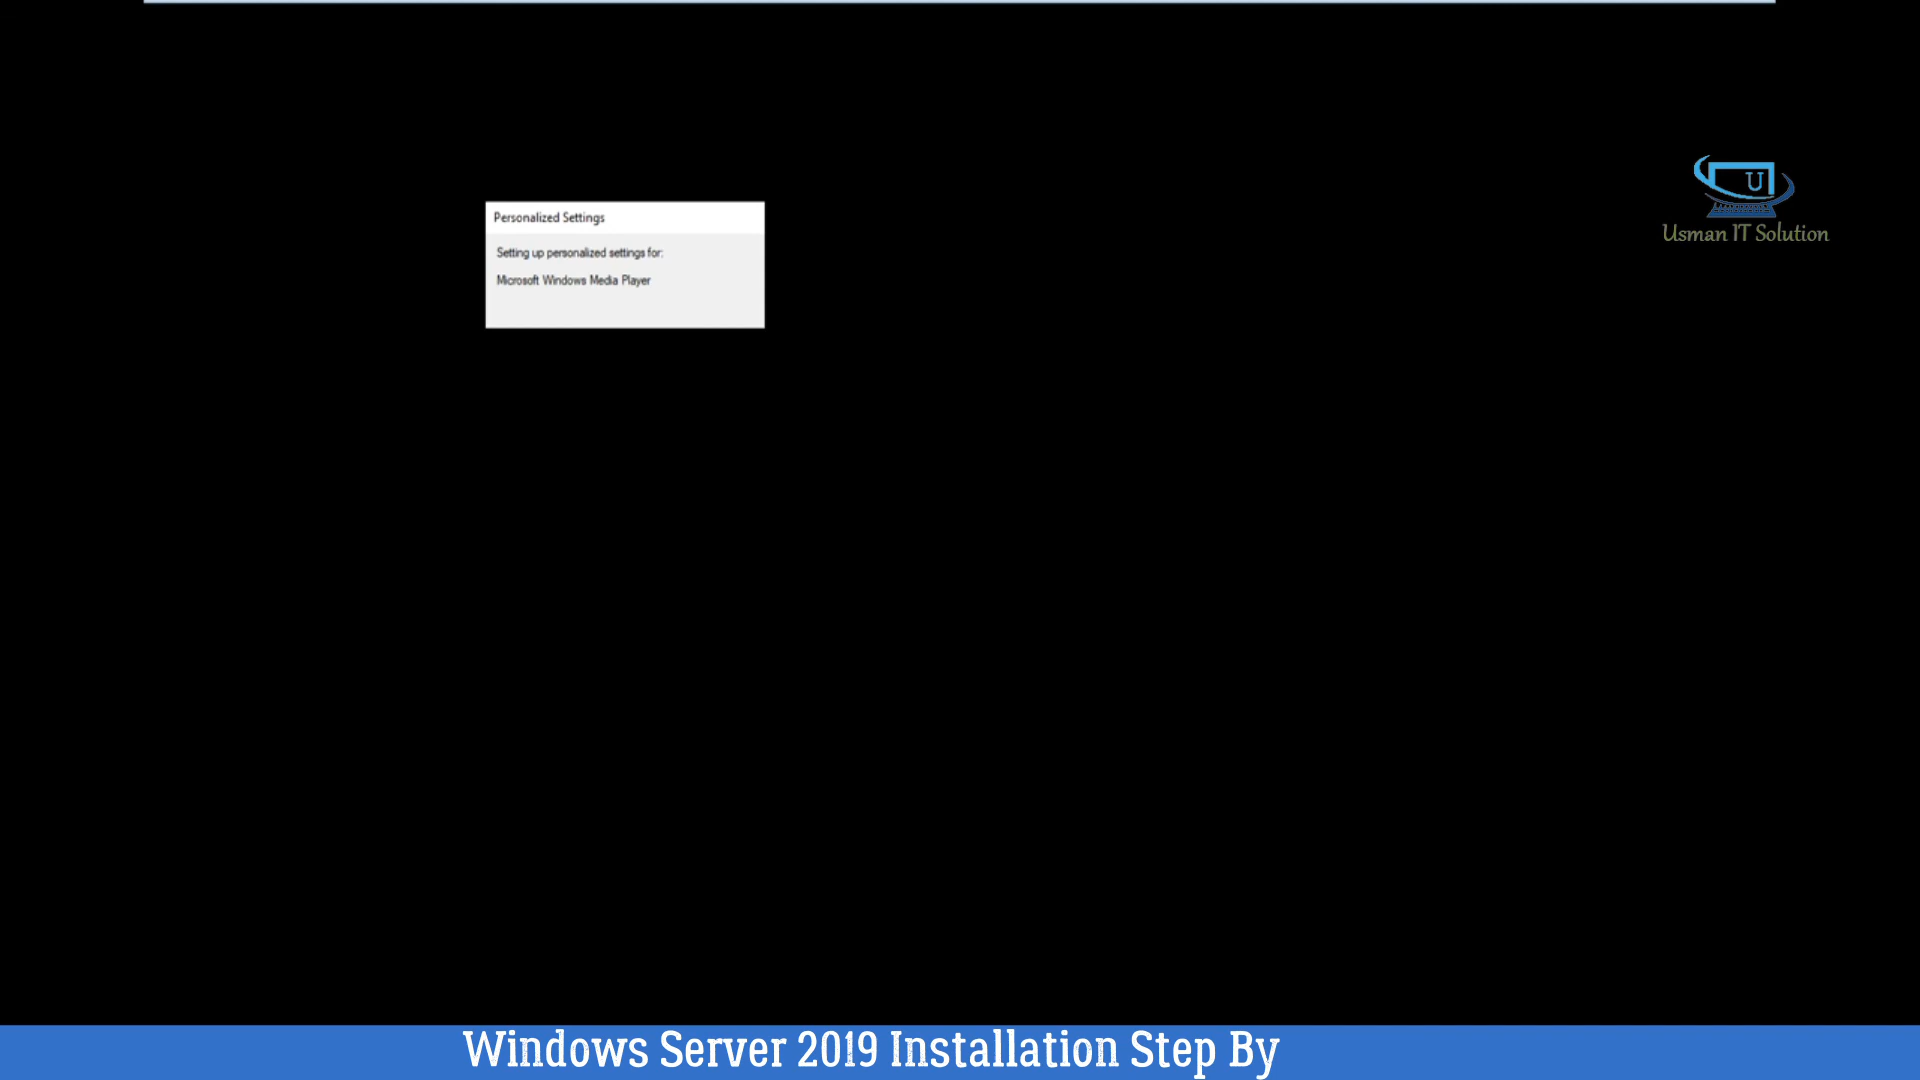 U
Usman IT Solution
Personalized Settings
Setting up personalized settings for:
Microsoft Windows Media Player
Windows Server 2019 Installation Step By